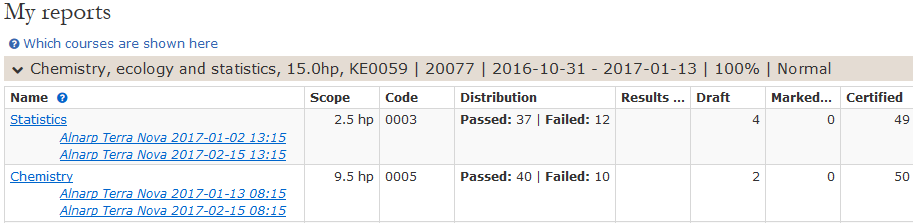 My reports
Which courses are shown here
Chemistry, ecology and statistics, 15.0hp, KE0059 | 20077 | 2016-10-31 - 2017-01-13 | 100% | Normal
Name Scope Code Distribution Results ... Draft Marked... Certified
Statistics 2.5 hp 0003 Passed: 37 | Failed: 12 4 0 49
Alnarp Terra Nova 2017-01-02 13:15
Alnarp Terra Nova 2017-02-15 13:15
Chemistry 9.5 hp 0005 Passed: 40 | Failed: 10 2 0 50
Alnarp Terra Nova 2017-01-13 08:15
Alnarp Terra Nova 2017-02-15 08:15